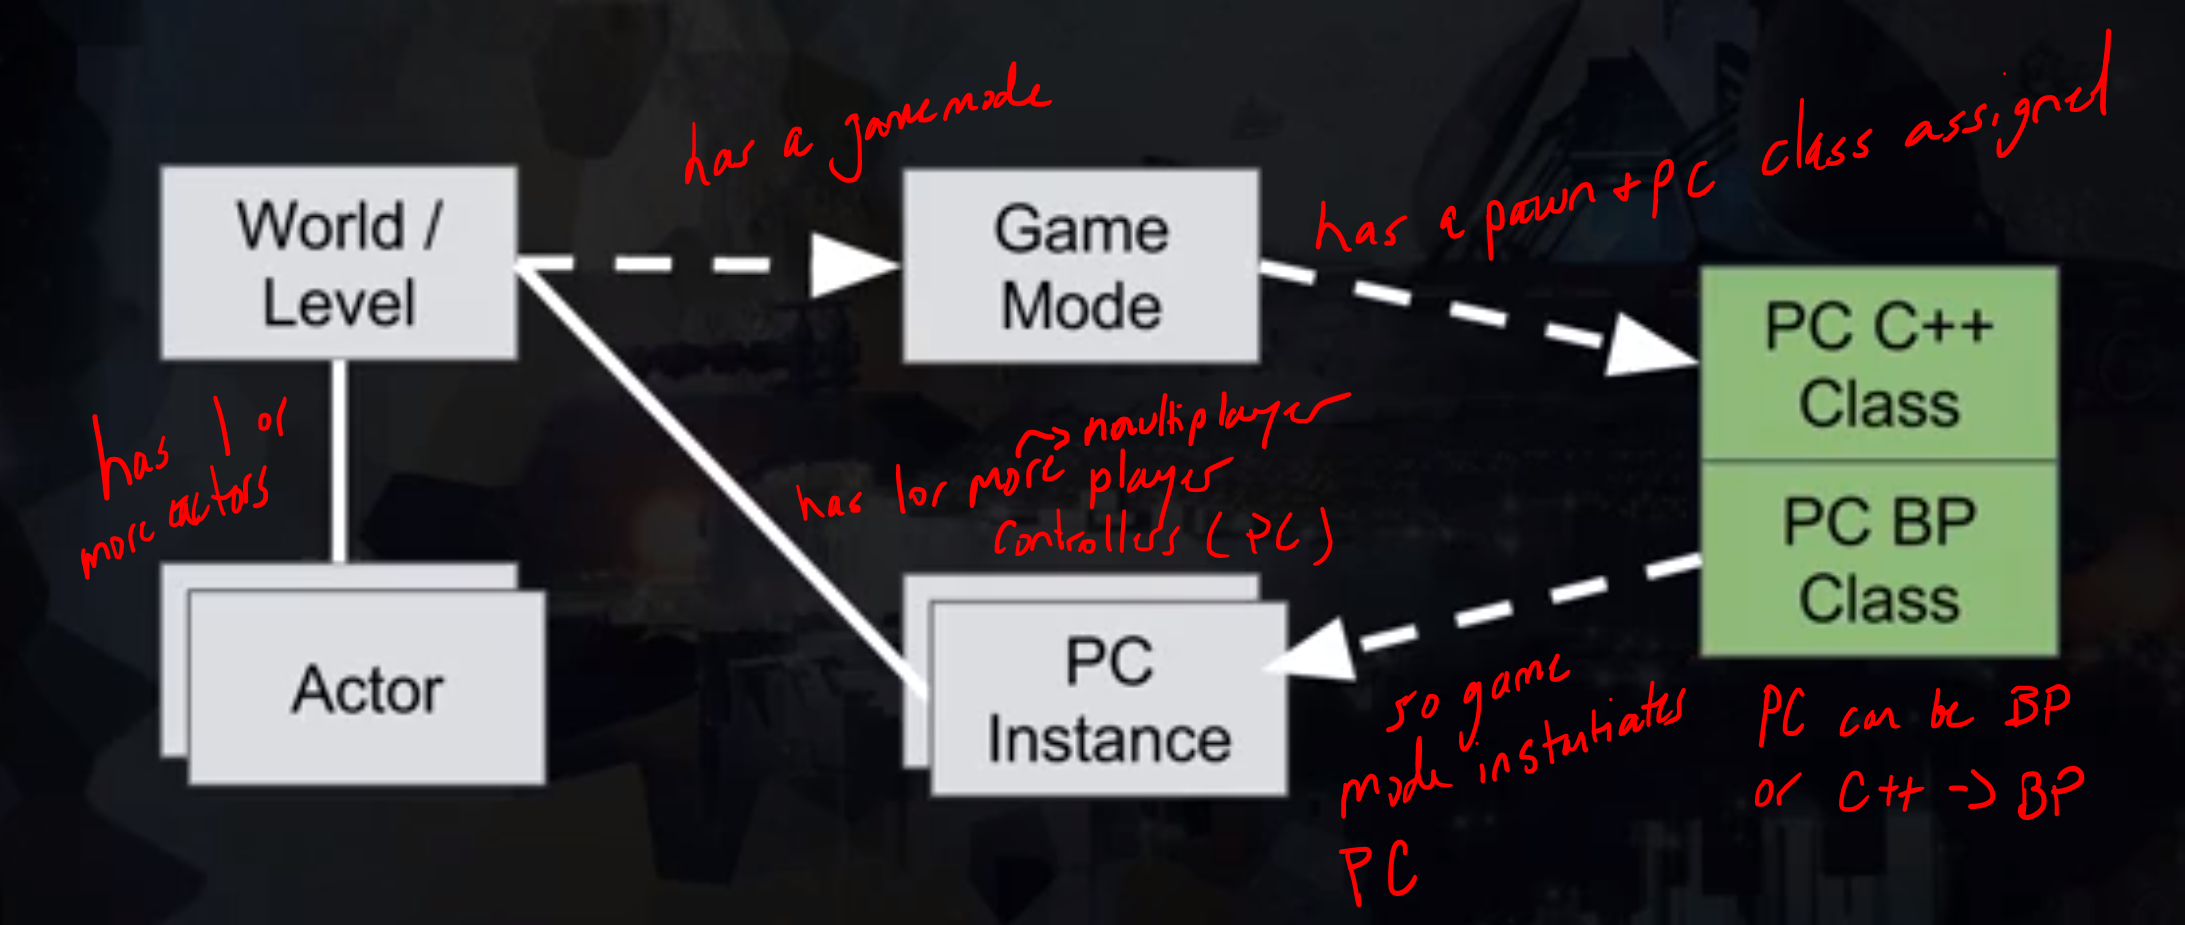 has a gamemode
has a pawn + PC class assigned
World /
Level
Game
Mode
PC C++
Class
PC BP
Class
has 1 or
more actors
→ multiplayer
has 1 or more player
controllers (PC)
Actor
PC
Instance
so game
mode instantiates
PC
PC can be BP
or C++ -> BP